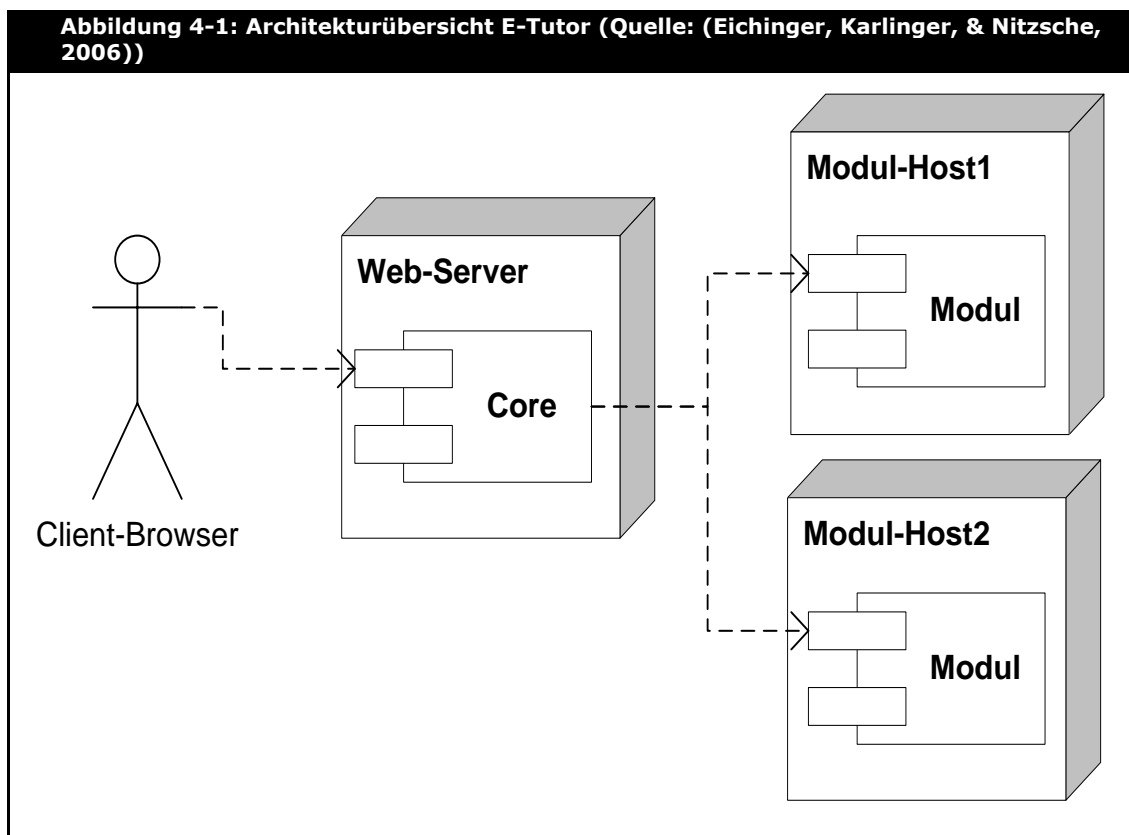 Abbildung 4-1: Architekturübersicht E-Tutor (Quelle: (Eichinger, Karlinger, & Nitzsche,
2006))
Client-Browser
Web-Server
Core
Modul-Host1
Modul
Modul-Host2
Modul